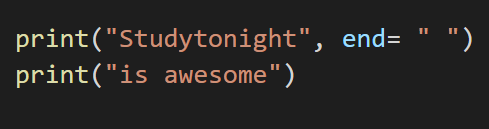 print("Studytonight", end= " ")
print("is awesome")